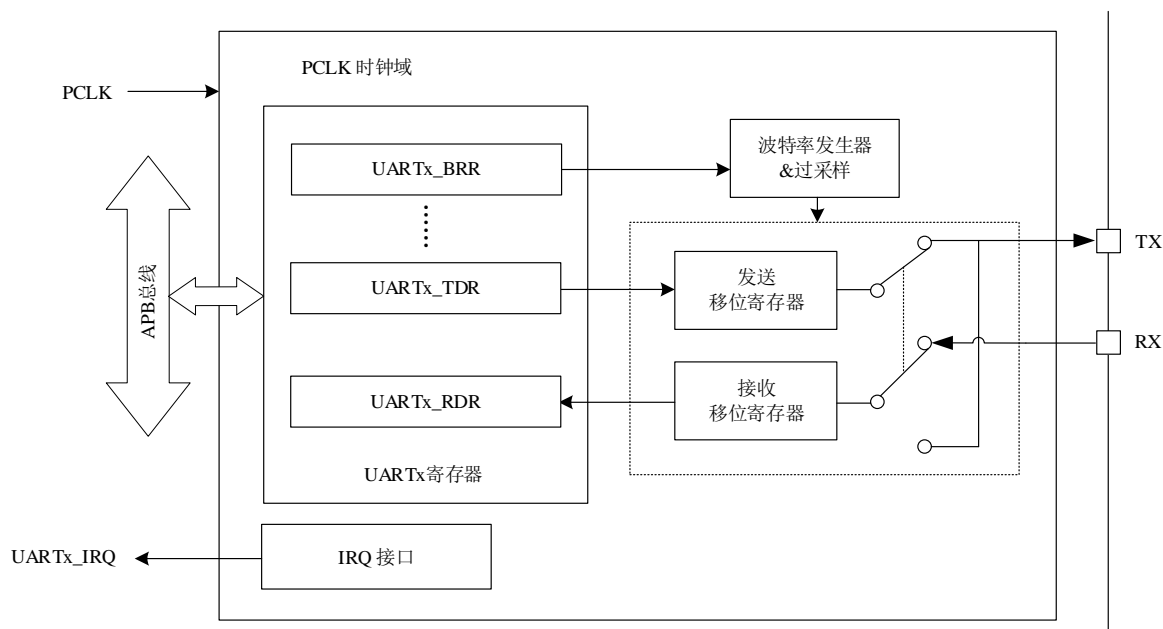 PCLK 时钟域
PCLK
波特率发生器
&过采样
UARTx_BRR
TX
发送
移位寄存器
UARTx_TDR
APB总线
RX
接收
移位寄存器
UARTx_RDR
UARTx寄存器
UARTx_IRQ
IRQ 接口